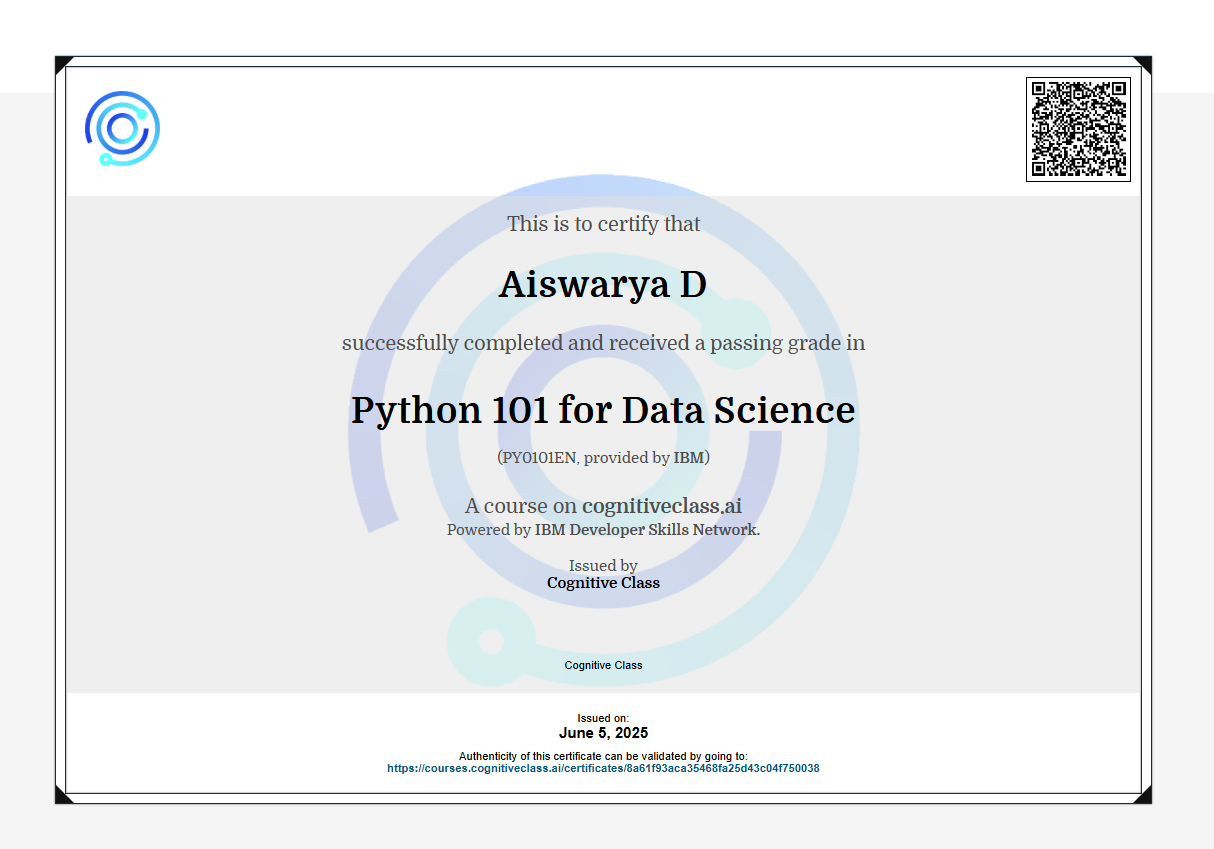 This is to certify that
Aiswarya D
successfully completed and received a passing grade in
Python 101 for Data Science
(PY0101EN, provided by IBM)
A course on cognitiveclass.ai
Powered by IBM Developer Skills Network.
Issued by
Cognitive Class
Cognitive Class
Issued on:
June 5, 2025
Authenticity of this certificate can be validated by going to:
https://courses.cognitiveclass.ai/certificates/8a61f93aca35468fa25d43c04f750038